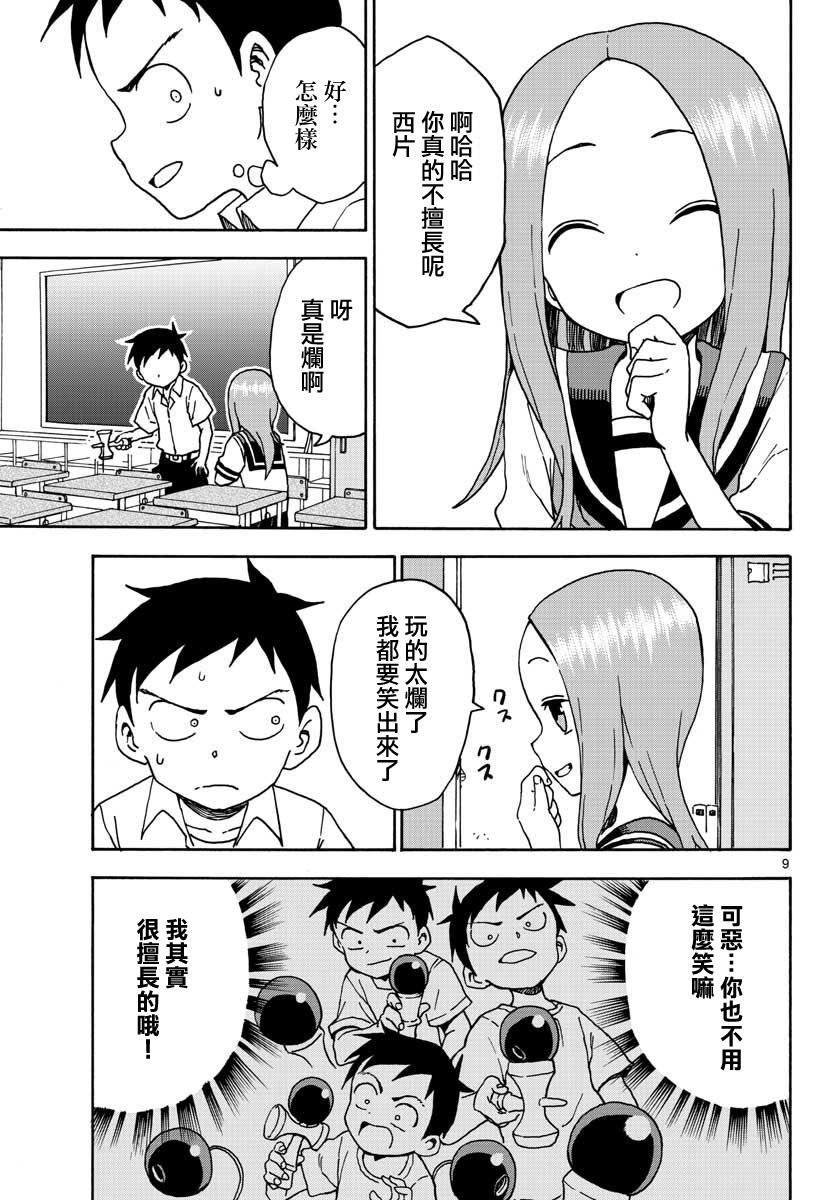 啊哈哈
你真的不擅長呢
西片
好…
怎麼樣
呀
真是爛啊
クスクス
玩的太爛了
我都要笑出來了
9
可惡…你也不用
這麼笑嘛
我其實
很擅長的哦！